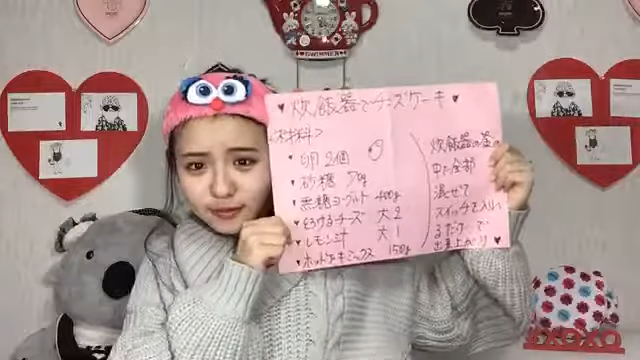 ♥炊飯器でチーズケーキ♥
<材料>
♥卵 2個
♥砂糖 70g
♥無糖ヨーグルト 400g
♥とろけるチーズ 大2
♥レモン汁 大1
♥ホットケーキミックス 150g
炊飯器の釜の
中に全部
混ぜて
スイッチを入れ
るだけで
出来上がり♥
XOXO